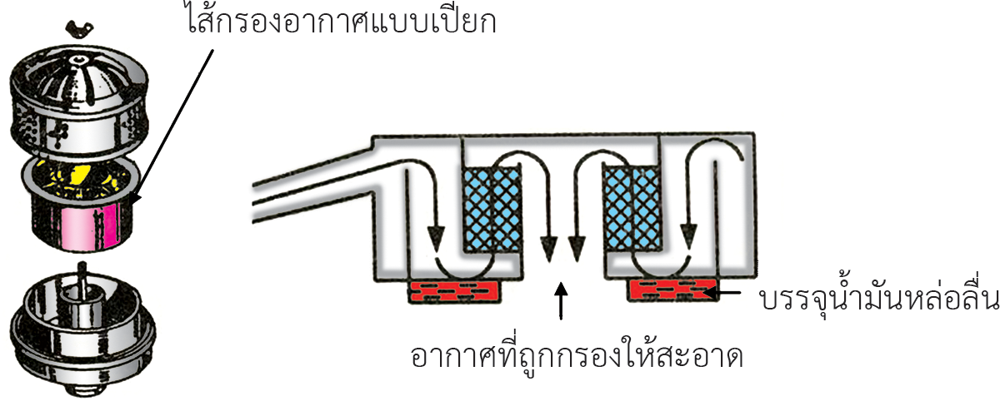 ไส้กรองอากาศแบบเปียก
บรรจุน้ำมันหล่อลื่น
อากาศที่ถูกกรองให้สะอาด